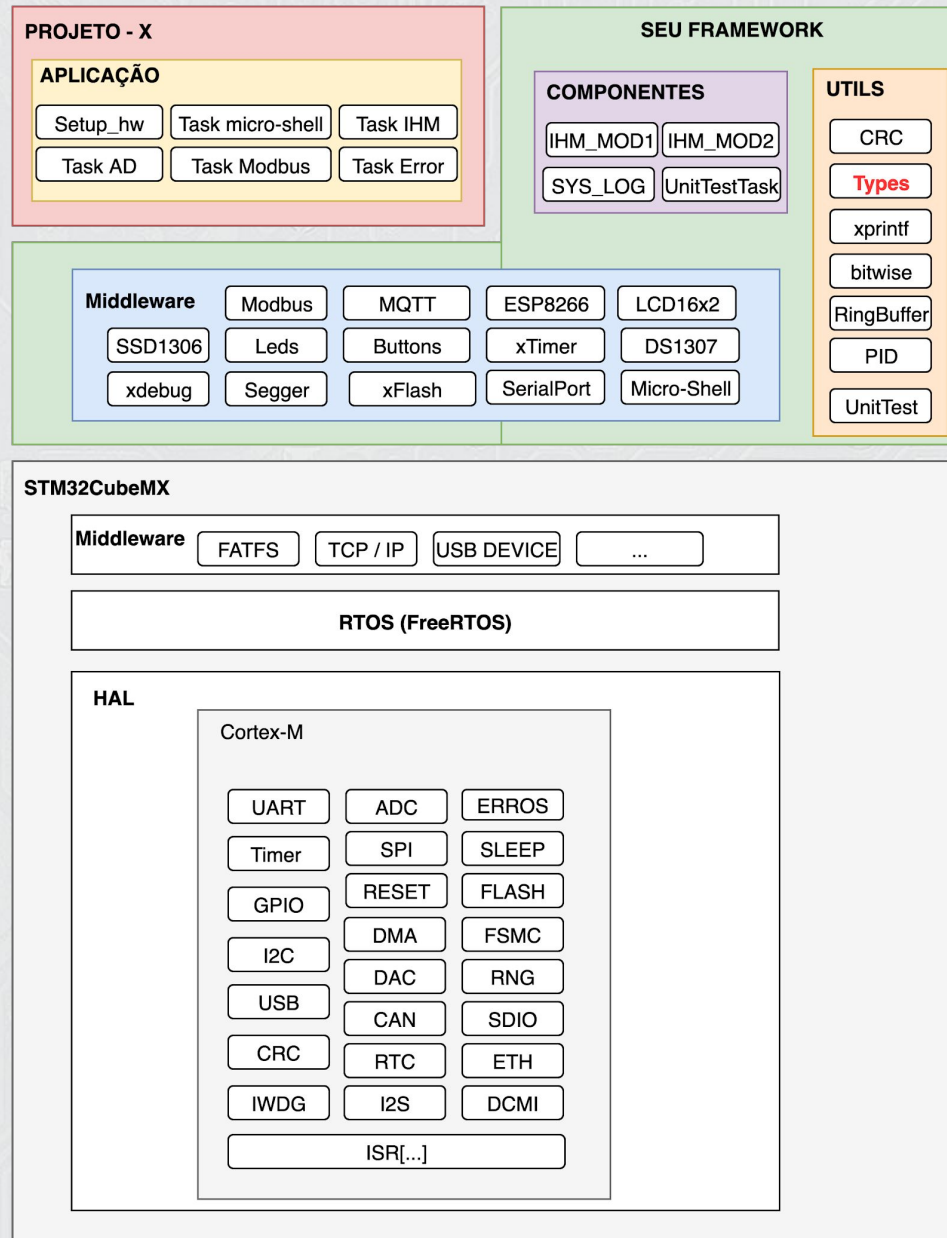 PROJETO - X
APLICAÇÃO
Setup_hw Task micro-shell Task IHM
Task AD Task Modbus Task Error
SEU FRAMEWORK
COMPONENTES
IHM_MOD1 IHM_MOD2
SYS_LOG UnitTestTask
UTILS
CRC
Types
xprintf
bitwise
RingBuffer
PID
UnitTest
Middleware Modbus MQTT ESP8266 LCD16x2
SSD1306 Leds Buttons xTimer DS1307
xdebug Segger xFlash SerialPort Micro-Shell
STM32CubeMX
Middleware FATFS TCP / IP USB DEVICE ...
RTOS (FreeRTOS)
HAL
Cortex-M
UART ADC ERROS
Timer SPI SLEEP
GPIO RESET FLASH
I2C DMA FSMC
USB DAC RNG
CRC CAN SDIO
IWDG RTC ETH
I2S DCMI
ISR[...]